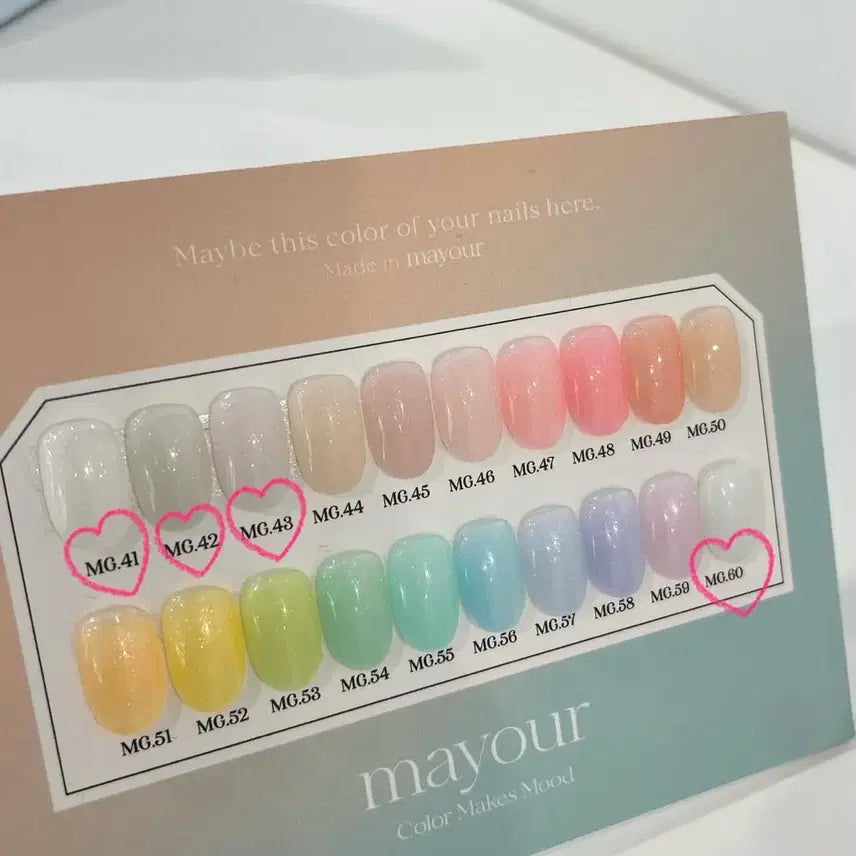 Maybe this color of your nails here.
Made in mayour
MG.41 MG.42 MG.43 MG.44 MG.45 MG.46 MG.47 MG.48 MG.49 MG.50
MG.51 MG.52 MG.53 MG.54 MG.55 MG.56 MG.57 MG.58 MG.59 MG.60
mayour
Color Makes Mood